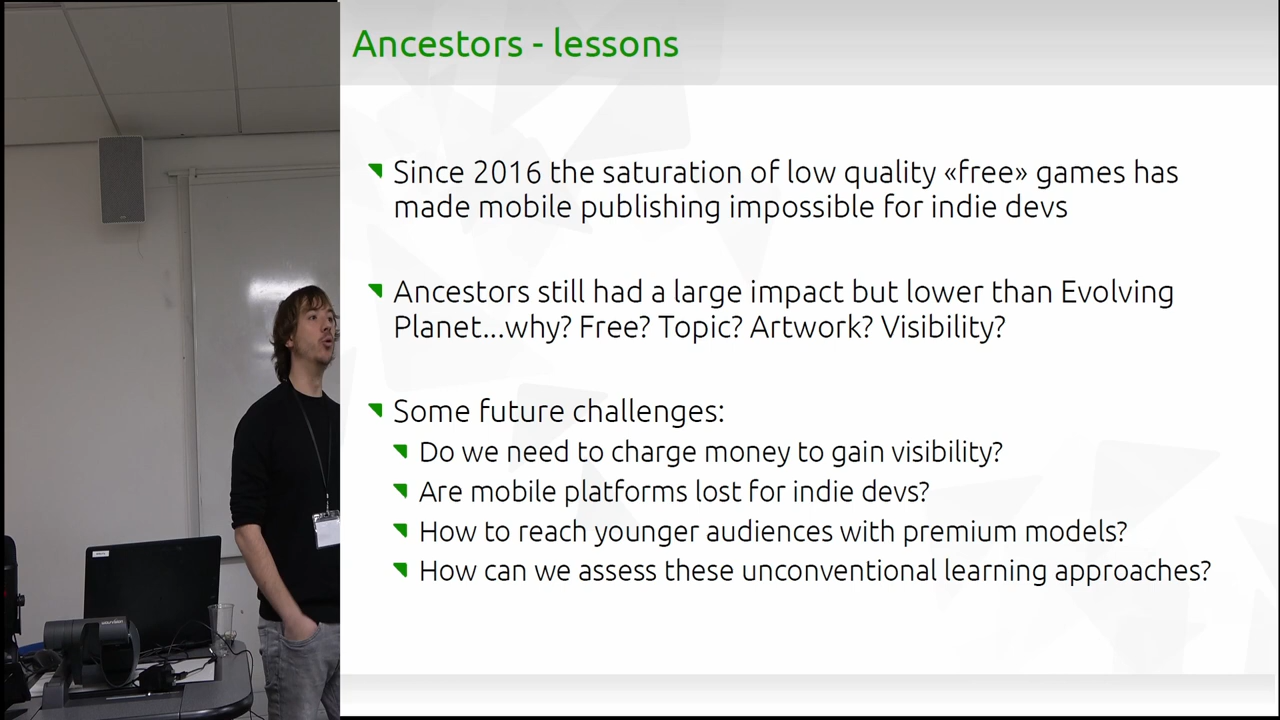 Ancestors - lessons
Since 2016 the saturation of low quality «free» games has
made mobile publishing impossible for indie devs
Ancestors still had a large impact but lower than Evolving
Planet...why? Free? Topic? Artwork? Visibility?
Some future challenges:
Do we need to charge money to gain visibility?
Are mobile platforms lost for indie devs?
How to reach younger audiences with premium models?
How can we assess these unconventional learning approaches?